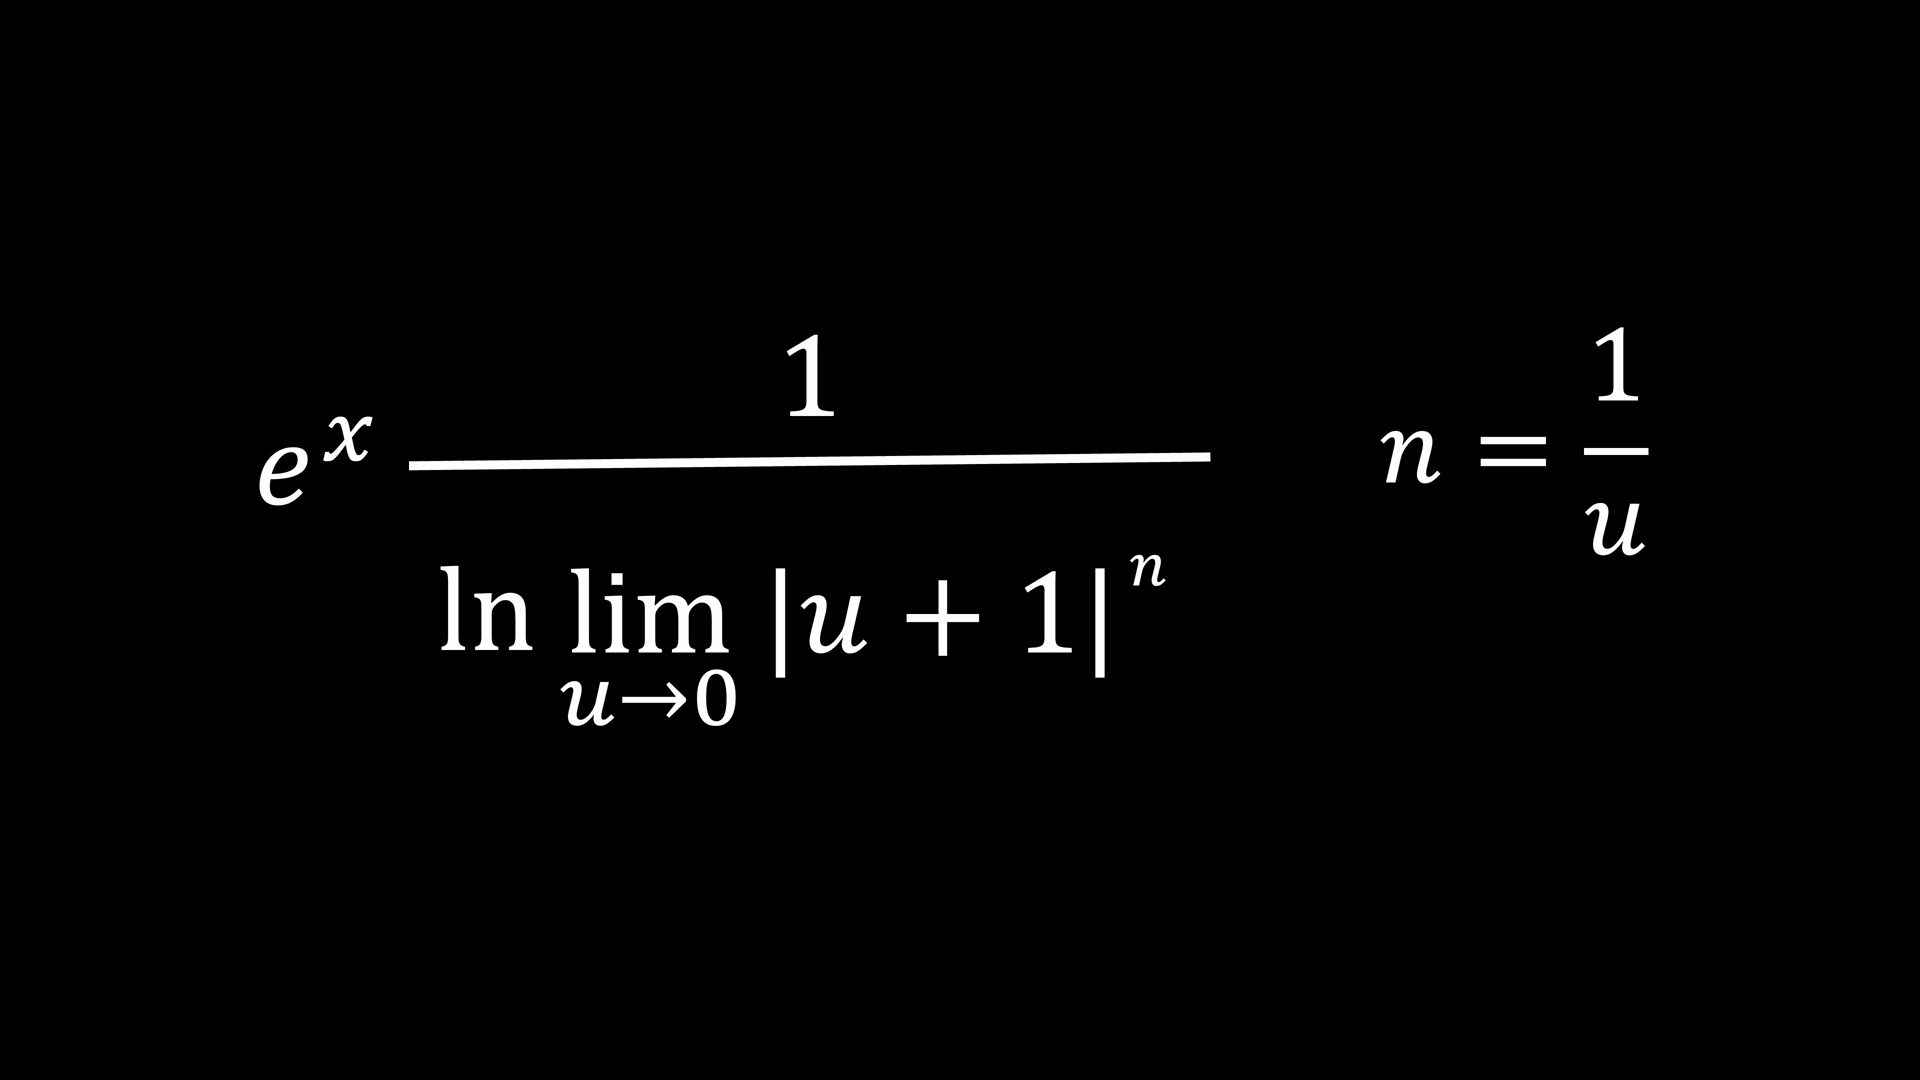 e^x 1 / (ln lim_{u→0} |u + 1|^n)
n = 1/u